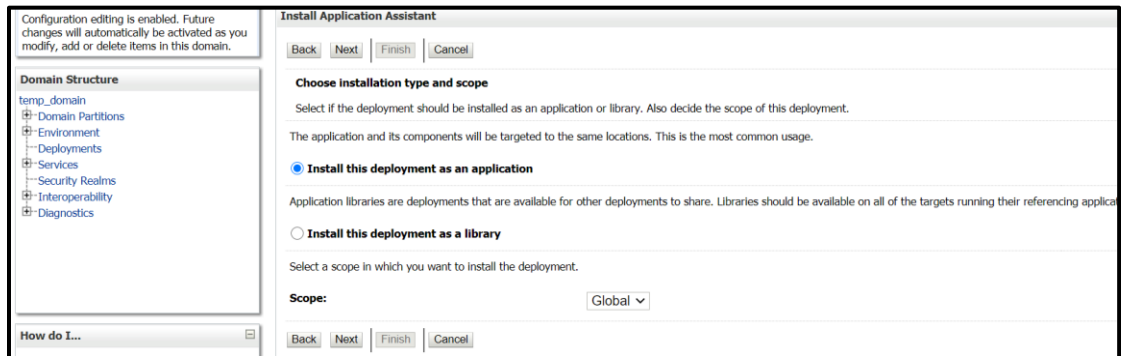 Configuration editing is enabled. Future
changes will automatically be activated as you
modify, add or delete items in this domain.
Domain Structure
temp_domain
Domain Partitions
Environment
Deployments
Services
Security Realms
Interoperability
Diagnostics
How do I...
Install Application Assistant
Back Next Finish Cancel
Choose installation type and scope
Select if the deployment should be installed as an application or library. Also decide the scope of this deployment.
The application and its components will be targeted to the same locations. This is the most common usage.
Install this deployment as an application
Application libraries are deployments that are available for other deployments to share. Libraries should be available on all of the targets running their referencing
Install this deployment as a library
Select a scope in which you want to install the deployment.
Scope: Global
Back Next Finish Cancel